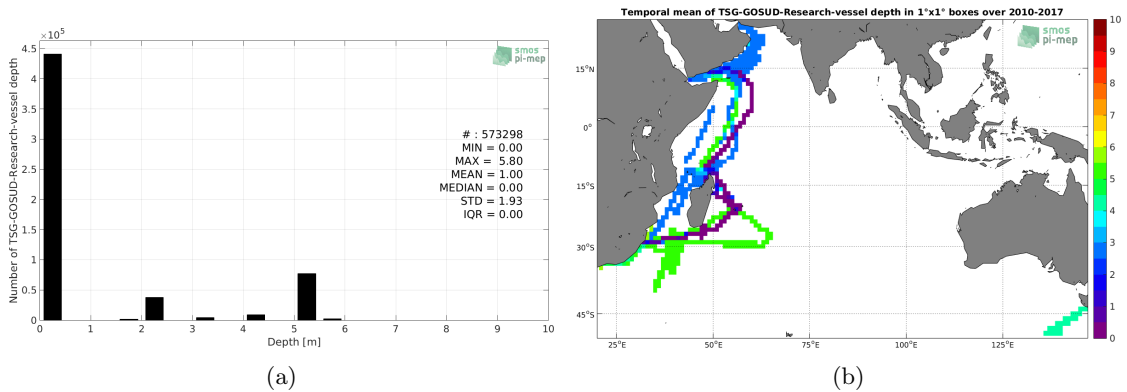 ×10⁵
4.5
4
3.5
3
2.5
2
1.5
1
0.5
0
Number of TSG-GOSUD-Research-vessel depth
smos
pi-mep
# : 573298
MIN = 0.00
MAX = 5.80
MEAN = 1.00
MEDIAN = 0.00
STD = 1.93
IQR = 0.00
0 1 2 3 4 5 6 7 8 9 10
Depth [m]
(a)
Temporal mean of TSG-GOSUD-Research-vessel depth in 1°x1° boxes over 2010-2017
smos
pi-mep
15°N
0°
15°S
30°S
45°S
25°E 50°E 75°E 100°E 125°E
10
9
8
7
6
5
4
3
2
1
0
(b)